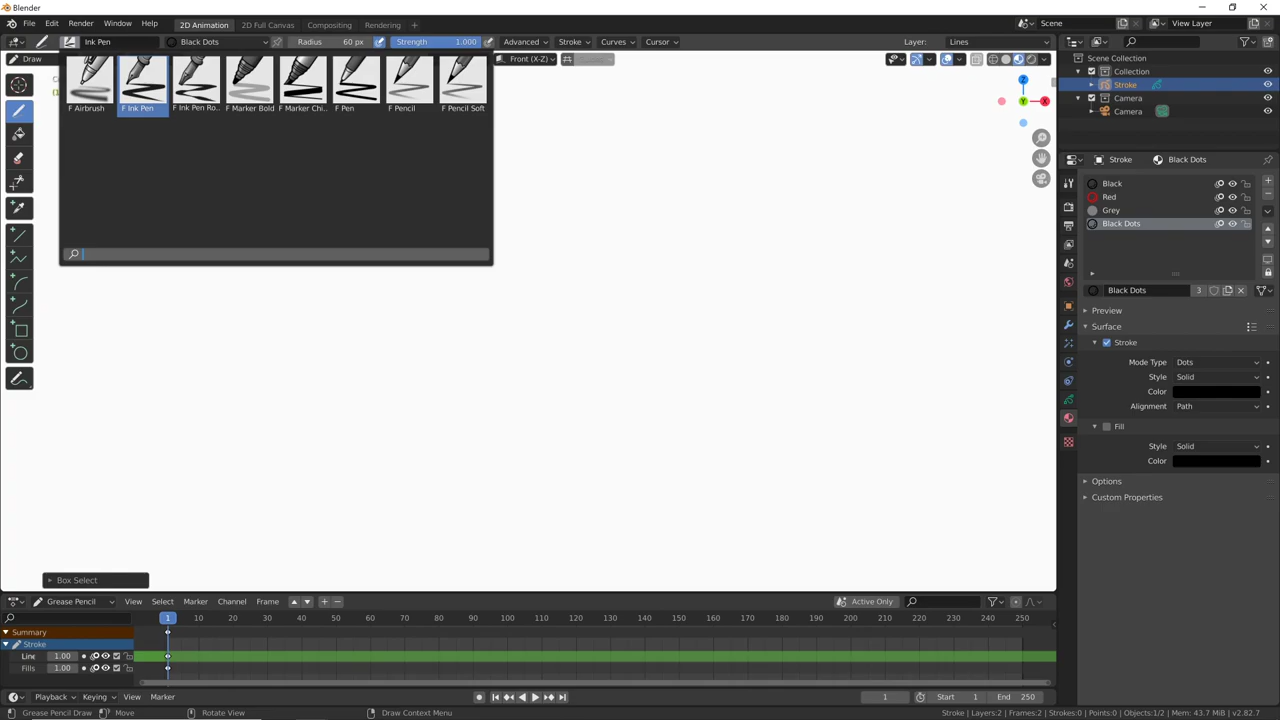 Blender
File Edit Render Window Help 2D Animation 2D Full Canvas Compositing Rendering + Scene View Layer
Ink Pen Black Dots Radius 60 px Strength 1.000 Advanced Stroke Curves Cursor Layer: Lines
Draw Front (X-Z)
F Airbrush F Ink Pen F Ink Pen Ro.. F Marker Bold F Marker Chi.. F Pen F Pencil F Pencil Soft
Z
Y X
Scene Collection
Collection
Stroke
Camera
Camera
Stroke Black Dots
Black
Red
Grey
Black Dots
Black Dots 3
Preview
Surface
Stroke
Mode Type Dots
Style Solid
Color
Alignment Path
Fill
Style Solid
Color
Options
Custom Properties
Box Select
Grease Pencil View Select Marker Channel Frame Active Only
1 10 20 30 40 50 60 70 80 90 100 110 120 130 140 150 160 170 180 190 200 210 220 230 240 250
Summary
Stroke
Line 1.00
Fills 1.00
Playback Keying View Marker 1 Start 1 End 250
Grease Pencil Draw Move Rotate View Draw Context Menu Stroke | Layers:2 | Frames:2 | Strokes:0 | Points:0 | Objects:1/2 | Mem: 43.7 MiB | v2.82.7